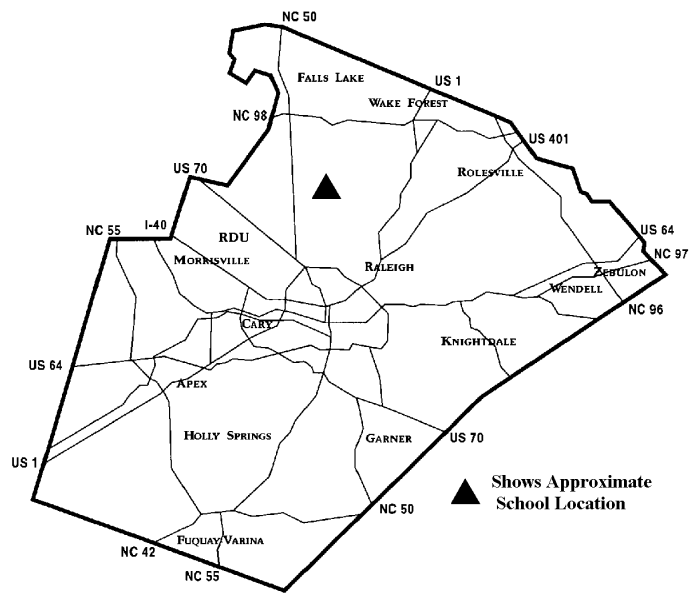 NC 50
FALLS LAKE
US 1
WAKE FOREST
NC 98
US 401
US 70
ROLESVILLE
NC 55
I-40
RDU
US 64
MORRISVILLE
RALEIGH
NC 97
ZEBULON
WENDELL
NC 96
CARY
KNIGHTDALE
US 64
APEX
HOLLY SPRINGS
GARNER
US 70
US 1
Shows Approximate
School Location
NC 50
FUQUAY-VARINA
NC 42
NC 55